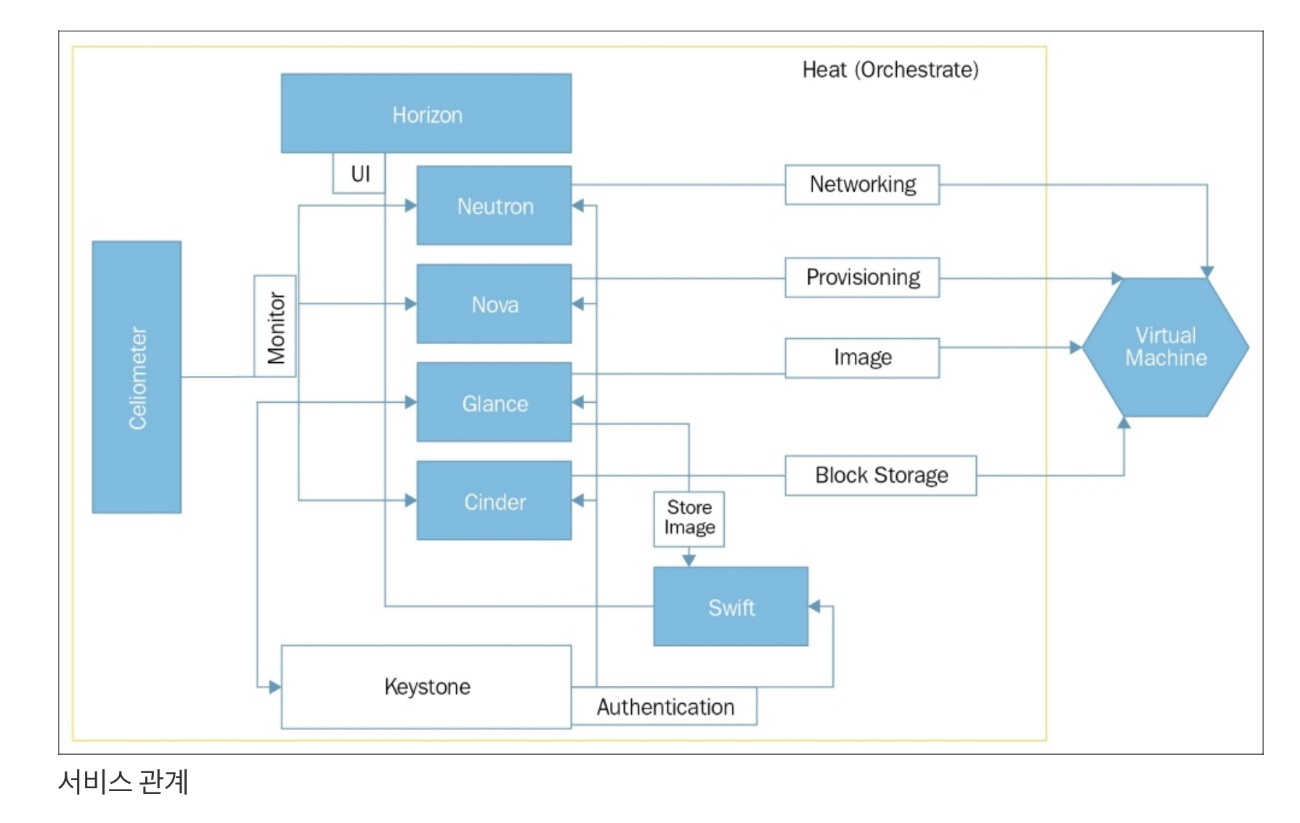 Heat (Orchestrate)
Horizon
UI
Neutron
Networking
Nova
Provisioning
Celiometer
Monitor
Virtual
Machine
Glance
Image
Cinder
Block Storage
Store
Image
Swift
Keystone
Authentication
서비스 관계